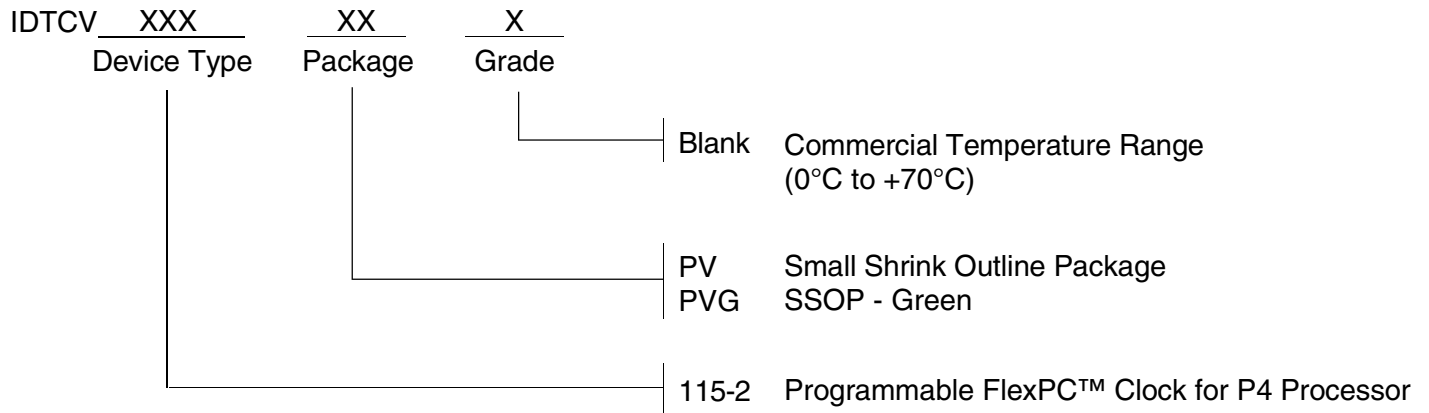 IDTCV XXX XX X
Device Type Package Grade
Blank Commercial Temperature Range
(0°C to +70°C)
PV Small Shrink Outline Package
PVG SSOP - Green
115-2 Programmable FlexPC™ Clock for P4 Processor